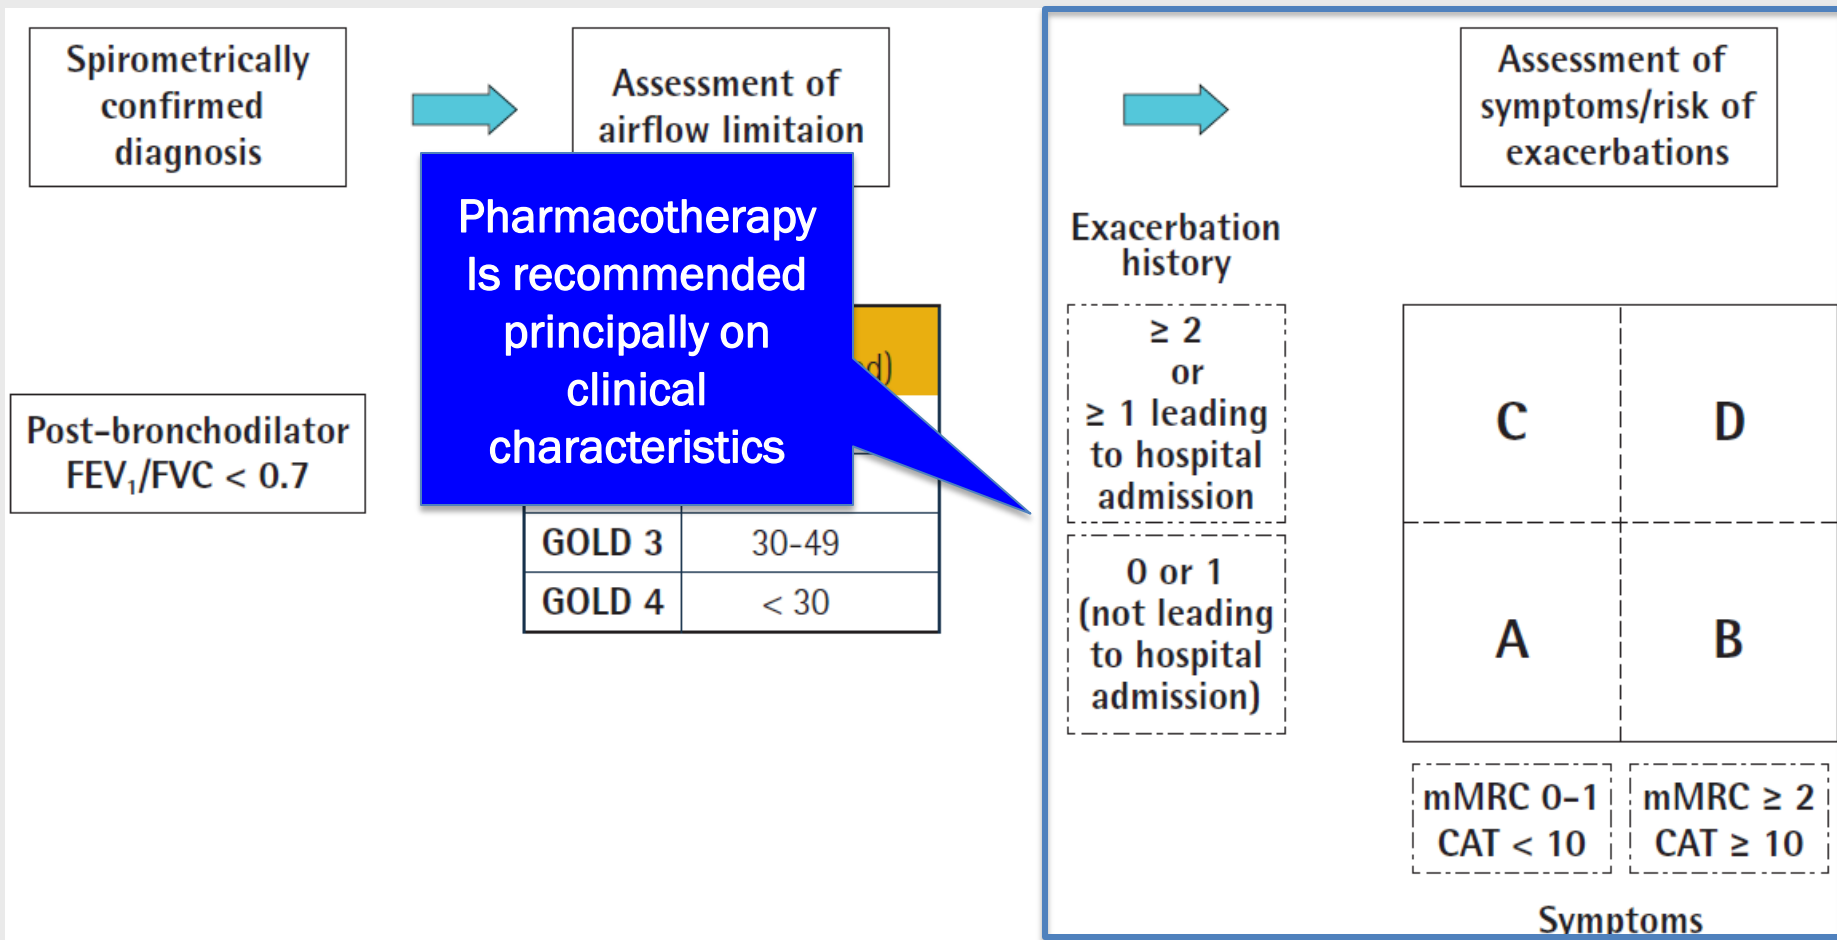 Spirometrically
confirmed
diagnosis
Assessment of
airflow limitaion
Assessment of
symptoms/risk of
exacerbations
Pharmacotherapy
Is recommended
principally on
clinical
characteristics
Post-bronchodilator
FEV₁/FVC < 0.7
GOLD 3 30-49
GOLD 4 < 30
Exacerbation
history
≥ 2
or
≥ 1 leading
to hospital
admission
0 or 1
(not leading
to hospital
admission)
C D
A B
mMRC 0-1 mMRC ≥ 2
CAT < 10 CAT ≥ 10
Symptoms